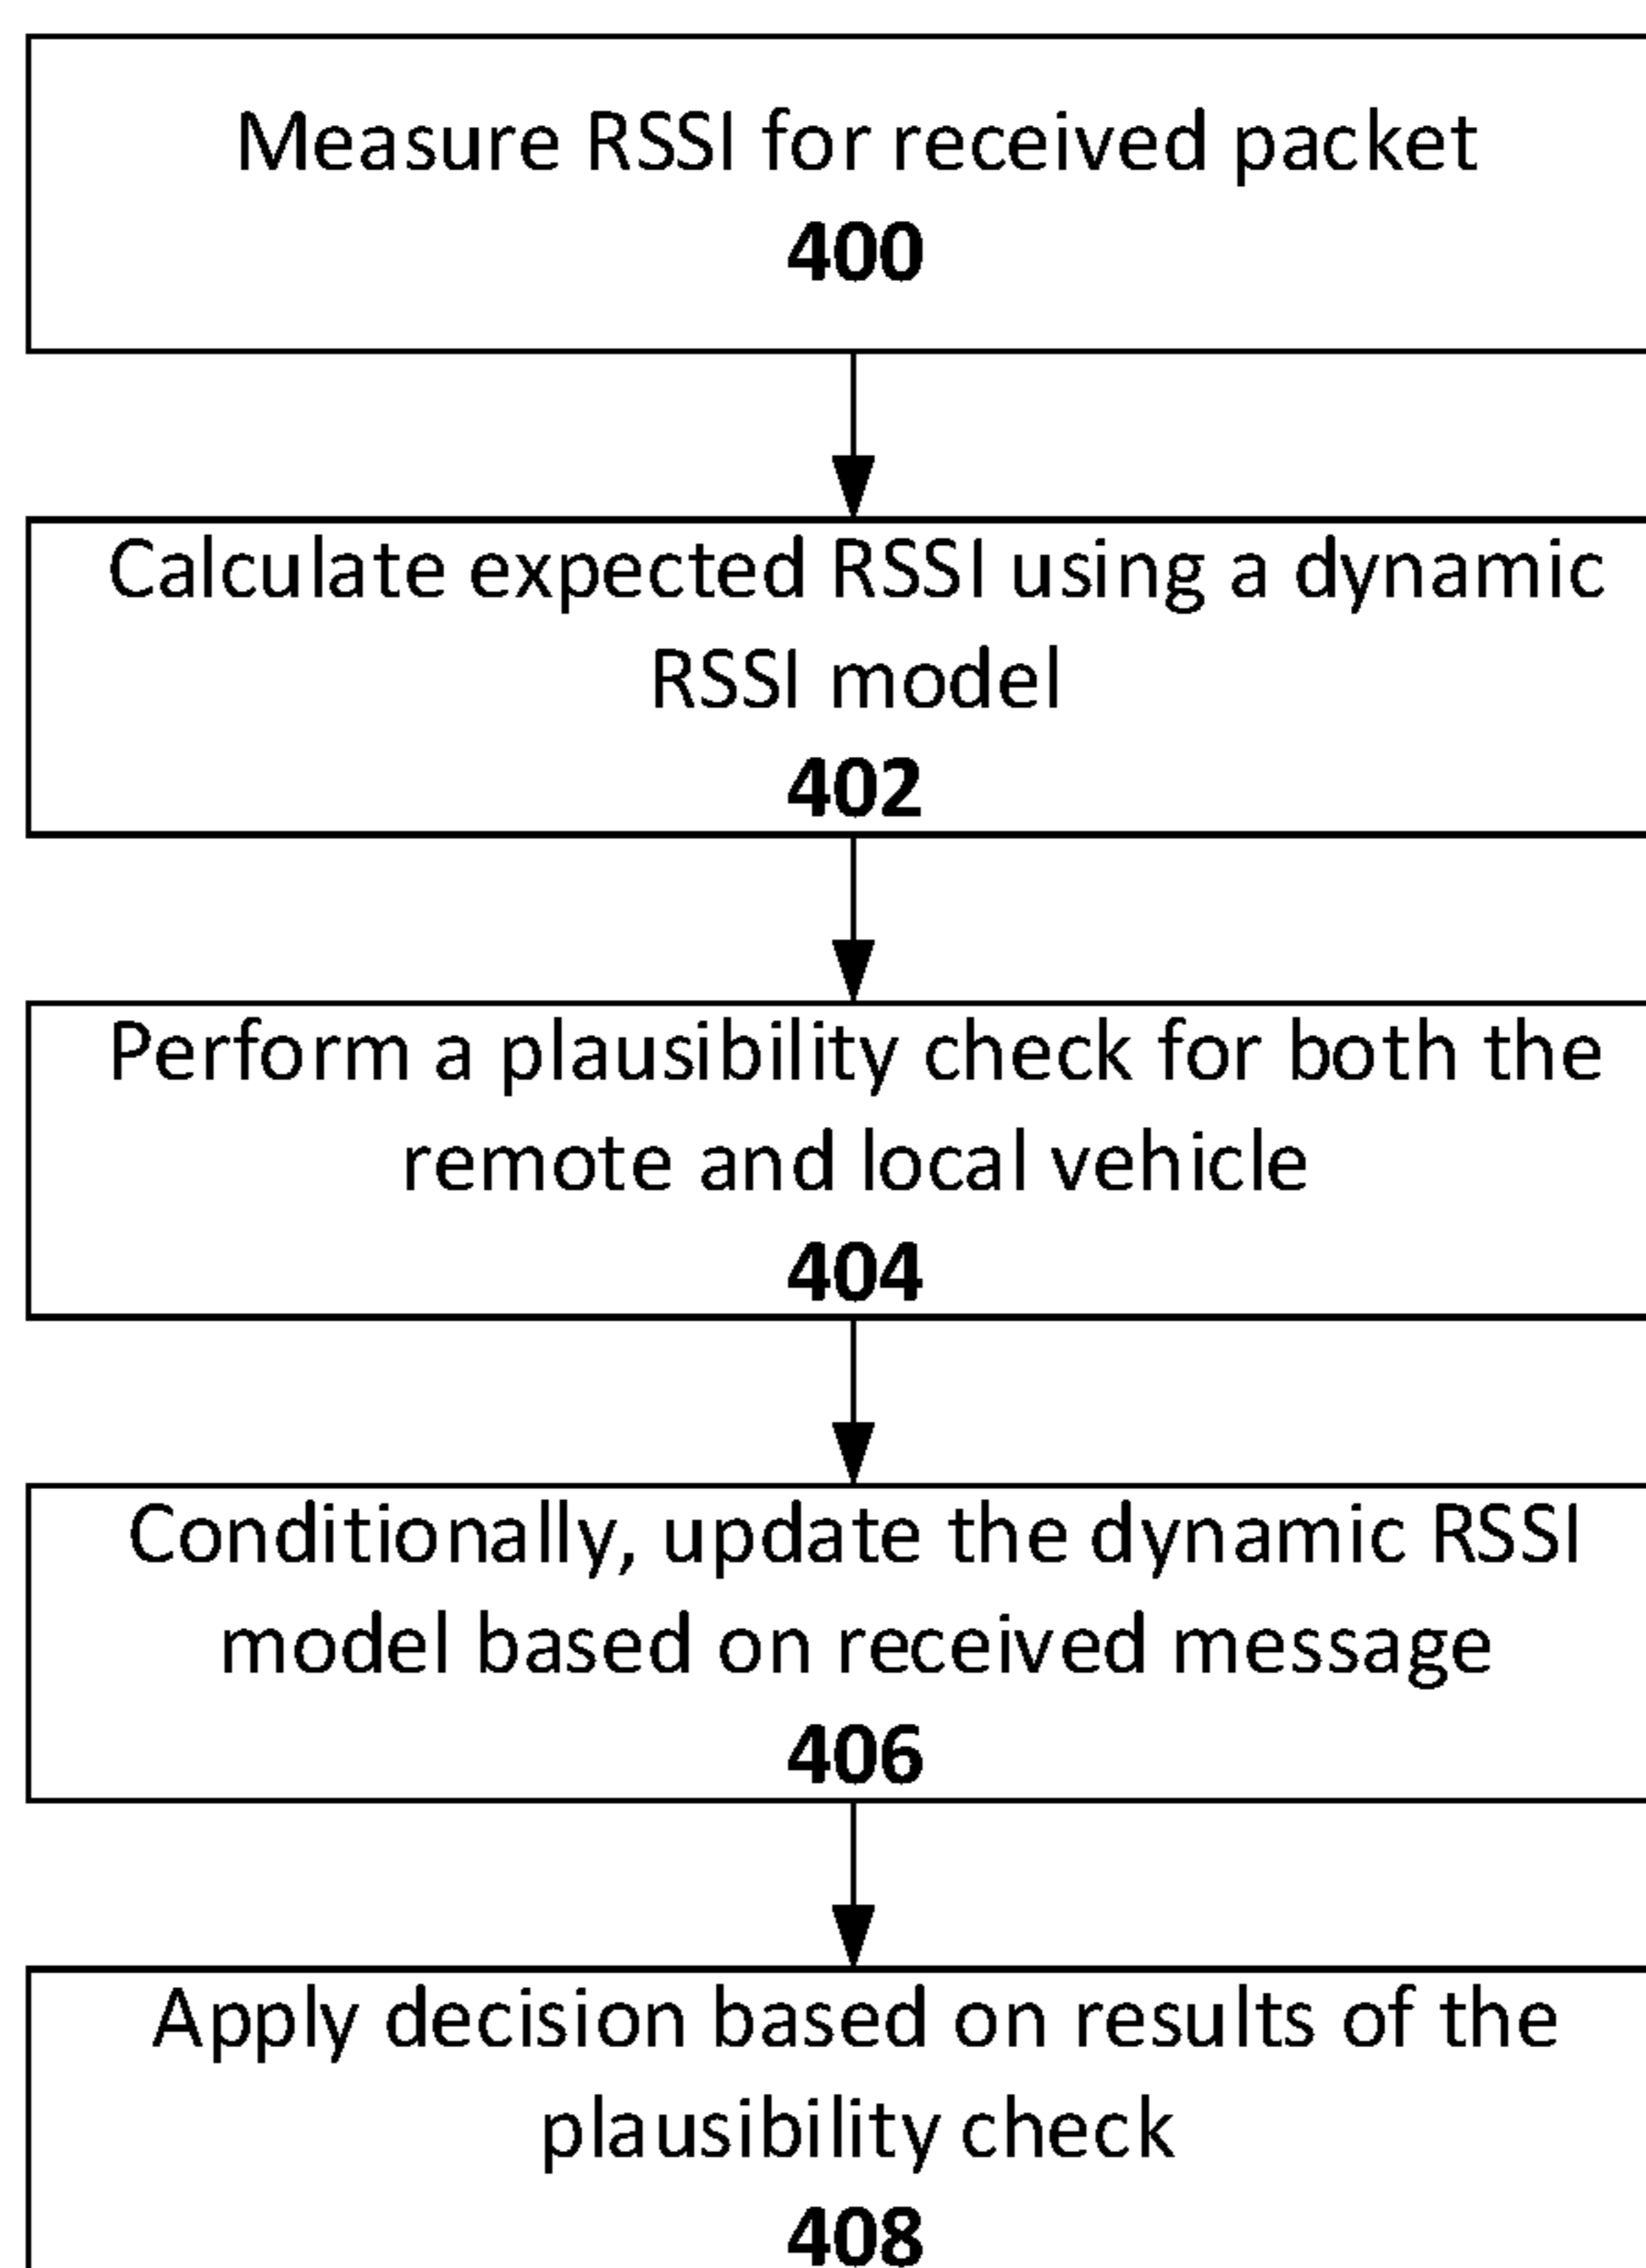 Measure RSSI for received packet
400
Calculate expected RSSI using a dynamic
RSSI model
402
Perform a plausibility check for both the
remote and local vehicle
404
Conditionally, update the dynamic RSSI
model based on received message
406
Apply decision based on results of the
plausibility check
408